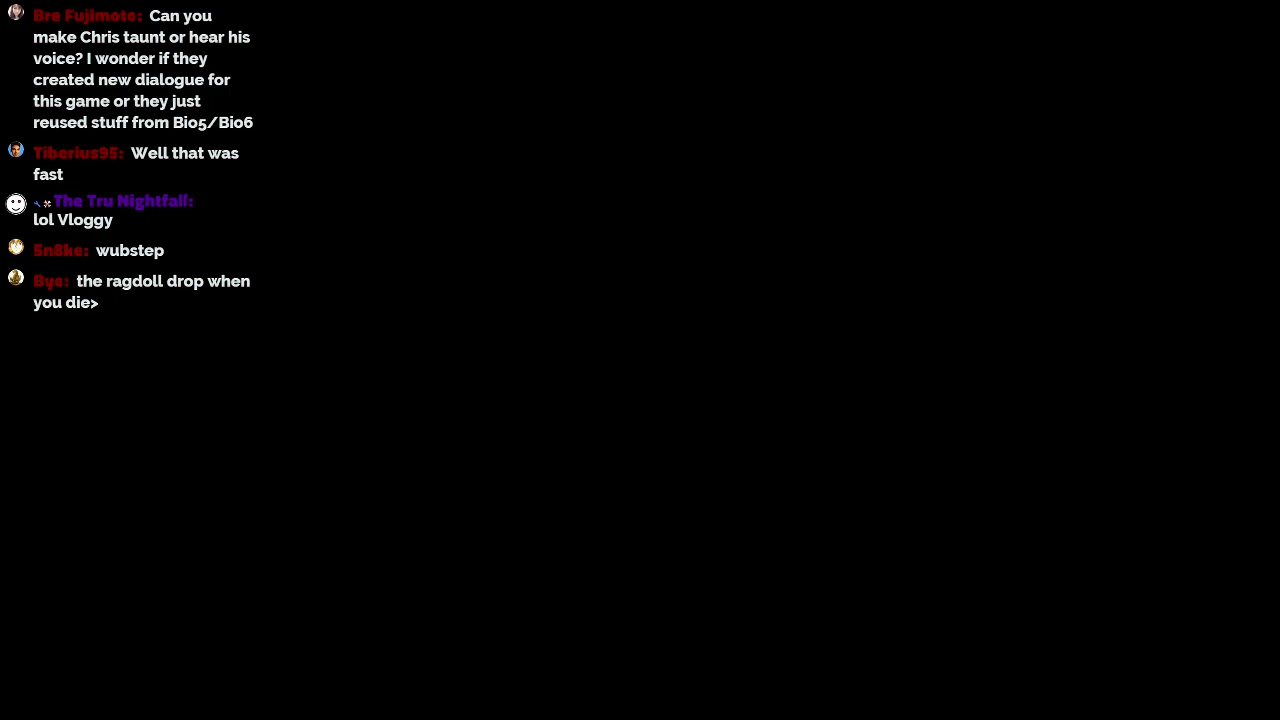 Bre Fujimote: Can you
make Chris taunt or hear his
voice? I wonder if they
created new dialogue for
this game or they just
reused stuff from Bio5/Bio6
Tiberius95: Well that was
fast
The Tru Nightfall:
lol Vloggy
5n8ke: wubstep
Bye: the ragdoll drop when
you die>